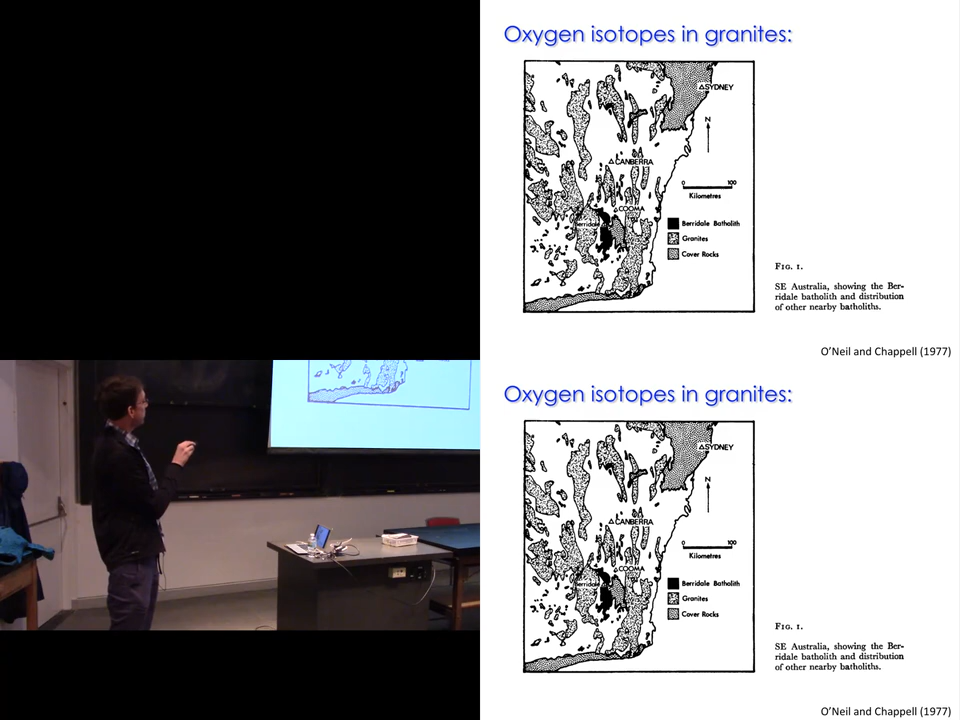 Oxygen isotopes in granites:
SYDNEY
N
CANBERRA
0 100
Kilometres
COOMA
Berridale
Berridale Batholith
Granites
Cover Rocks
FIG. 1.
SE Australia, showing the Ber-
ridale batholith and distribution
of other nearby batholiths.
O'Neil and Chappell (1977)
Oxygen isotopes in granites:
SYDNEY
N
CANBERRA
0 100
Kilometres
COOMA
Berridale
Berridale Batholith
Granites
Cover Rocks
FIG. 1.
SE Australia, showing the Ber-
ridale batholith and distribution
of other nearby batholiths.
O'Neil and Chappell (1977)